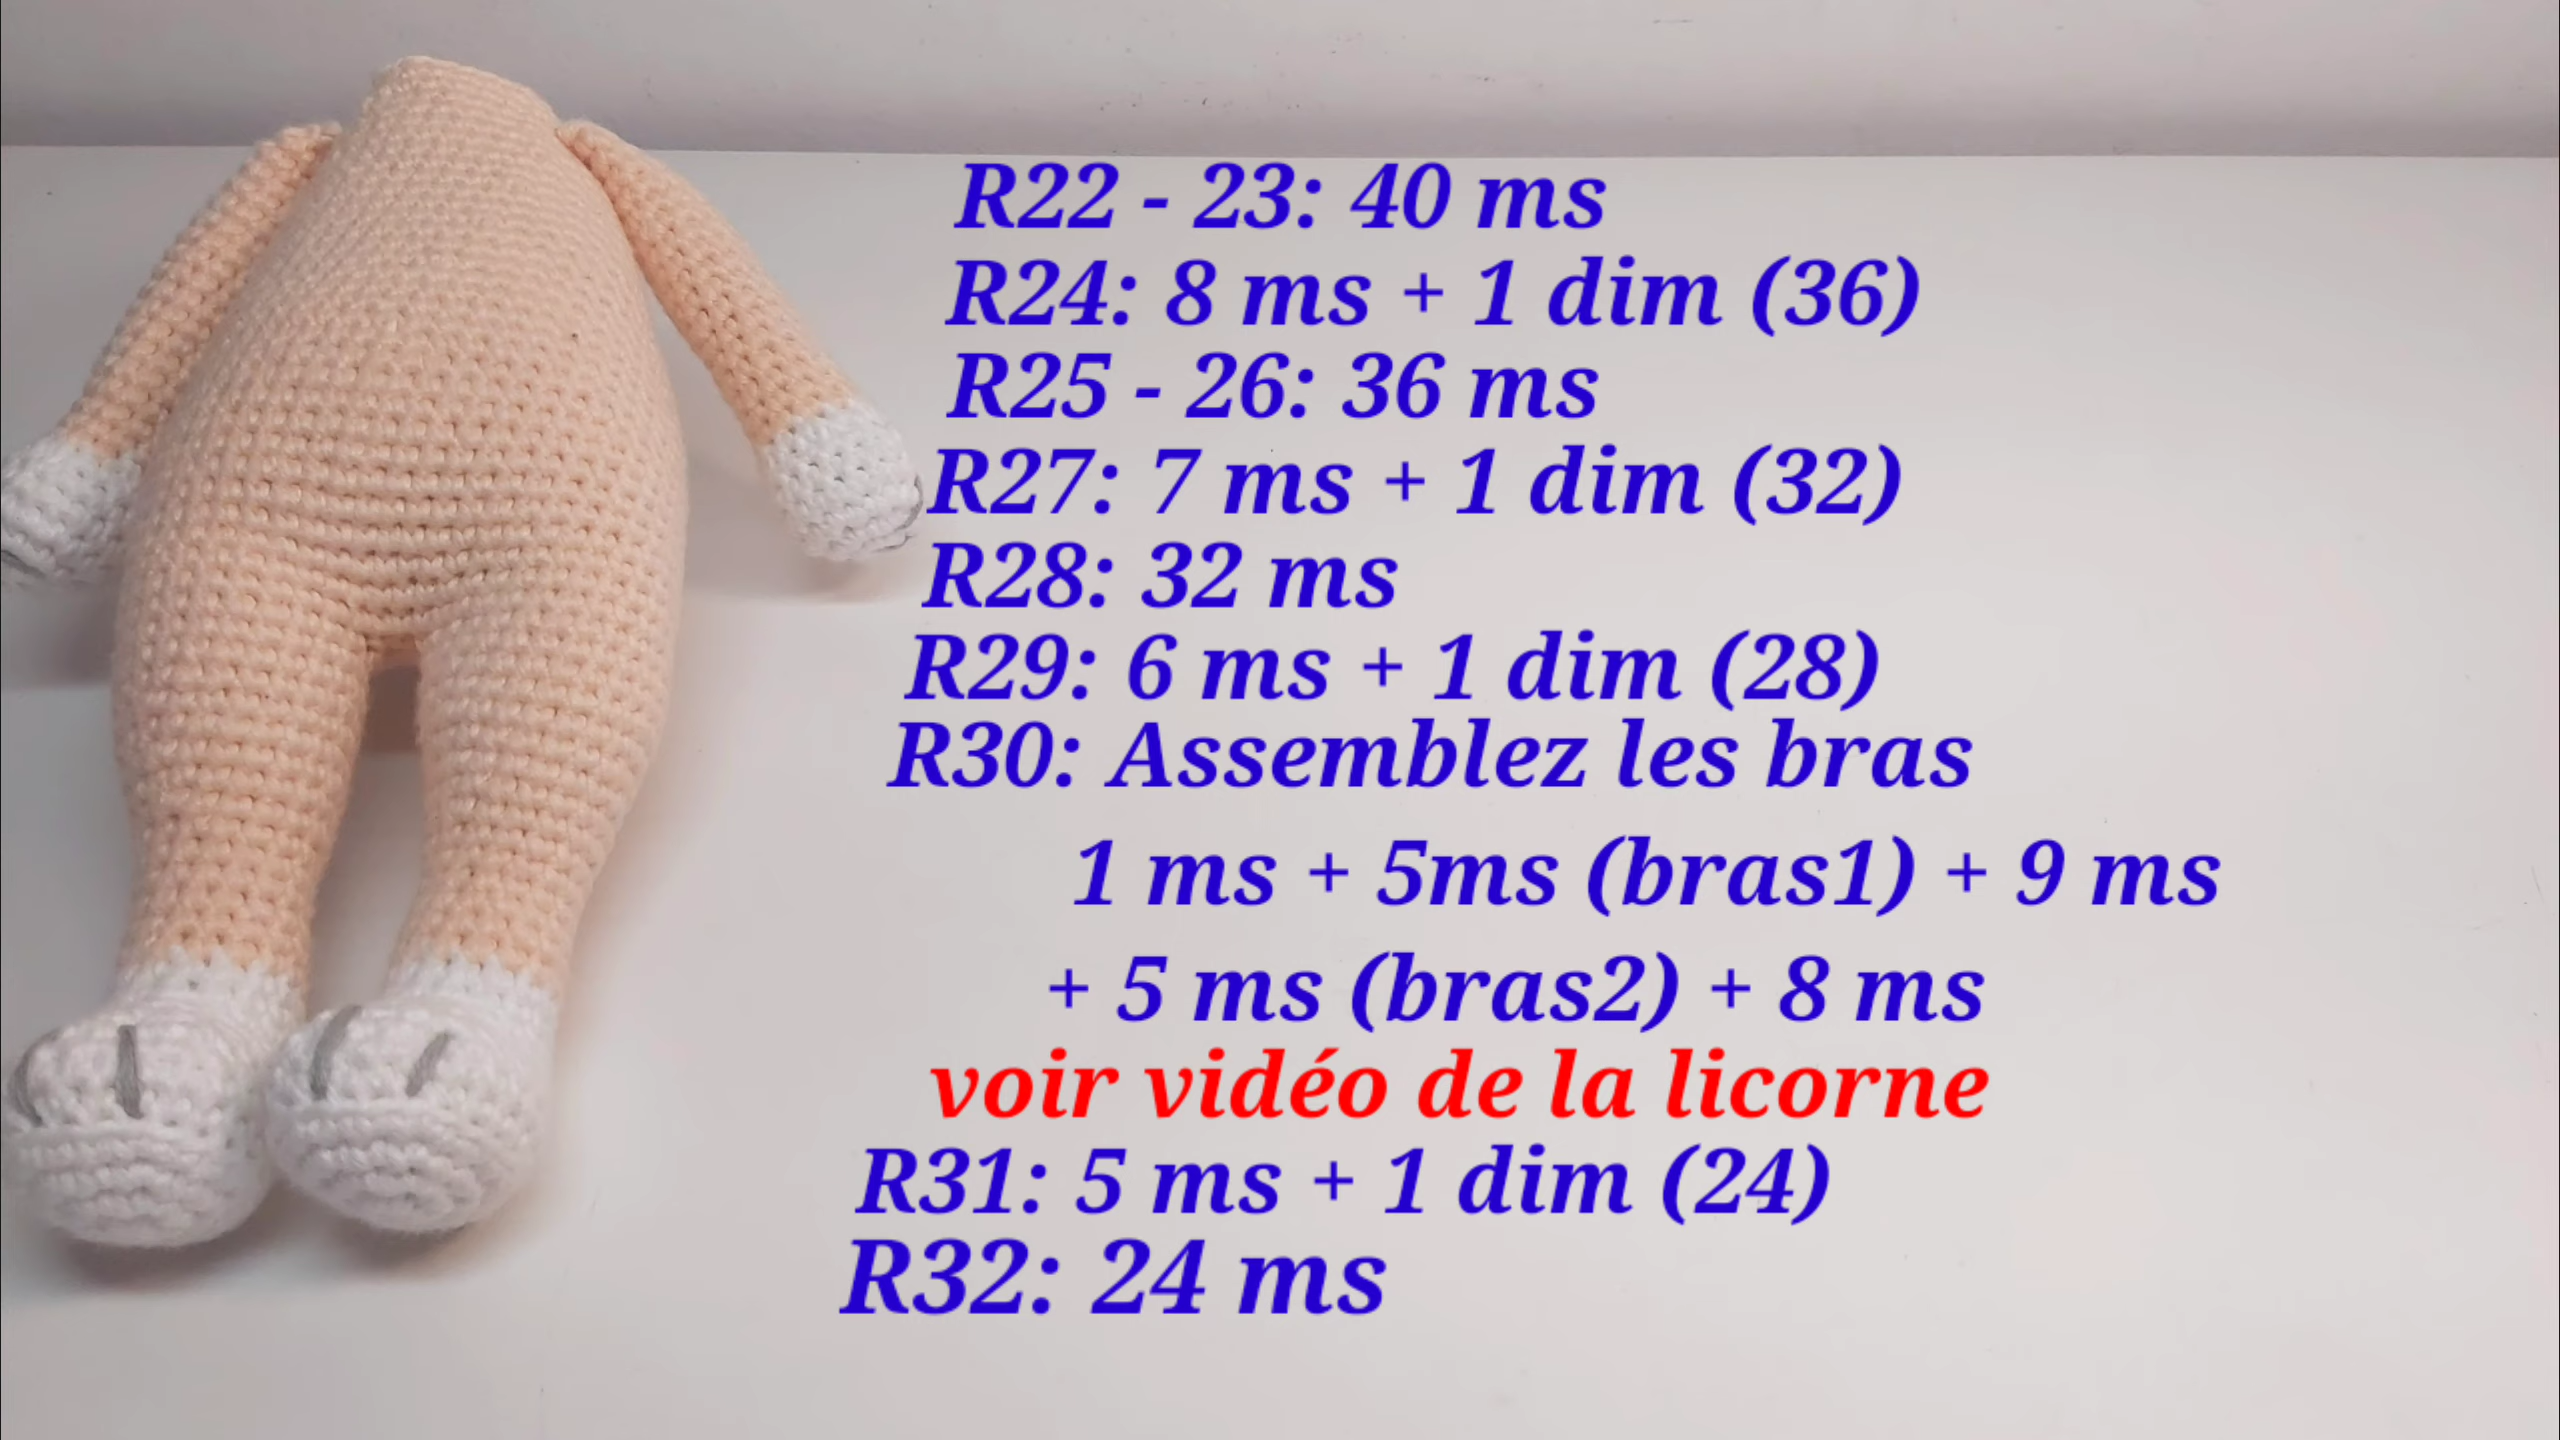 R22 - 23: 40 ms
R24: 8 ms + 1 dim (36)
R25 - 26: 36 ms
R27: 7 ms + 1 dim (32)
R28: 32 ms
R29: 6 ms + 1 dim (28)
R30: Assemblez les bras
1 ms + 5ms (bras1) + 9 ms
+ 5 ms (bras2) + 8 ms
voir vidéo de la licorne
R31: 5 ms + 1 dim (24)
R32: 24 ms